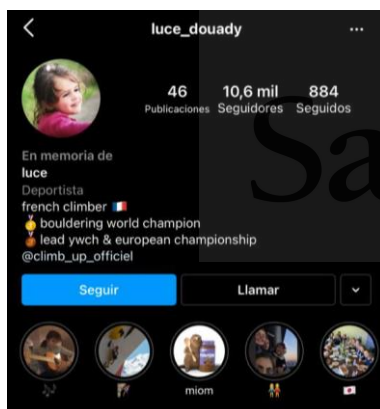 luce_douady
46 10,6 mil 884
Publicaciones Seguidores Seguidos
En memoria de
luce
Deportista
french climber 🇫🇷
🥇 bouldering world champion
🥉 lead ywch & european championship
@climb_up_officiel
Seguir Llamar
🎶 🧗 miom 👭 🇯🇵
Sa